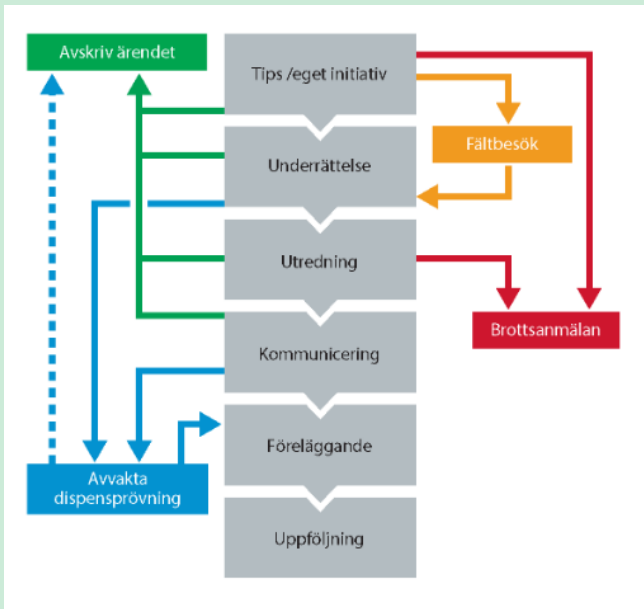 Avskriv ärendet
Tips /eget initiativ
Fältbesök
Underrättelse
Utredning
Brottsanmälan
Kommunicering
Föreläggande
Avvakta
dispensprövning
Uppföljning